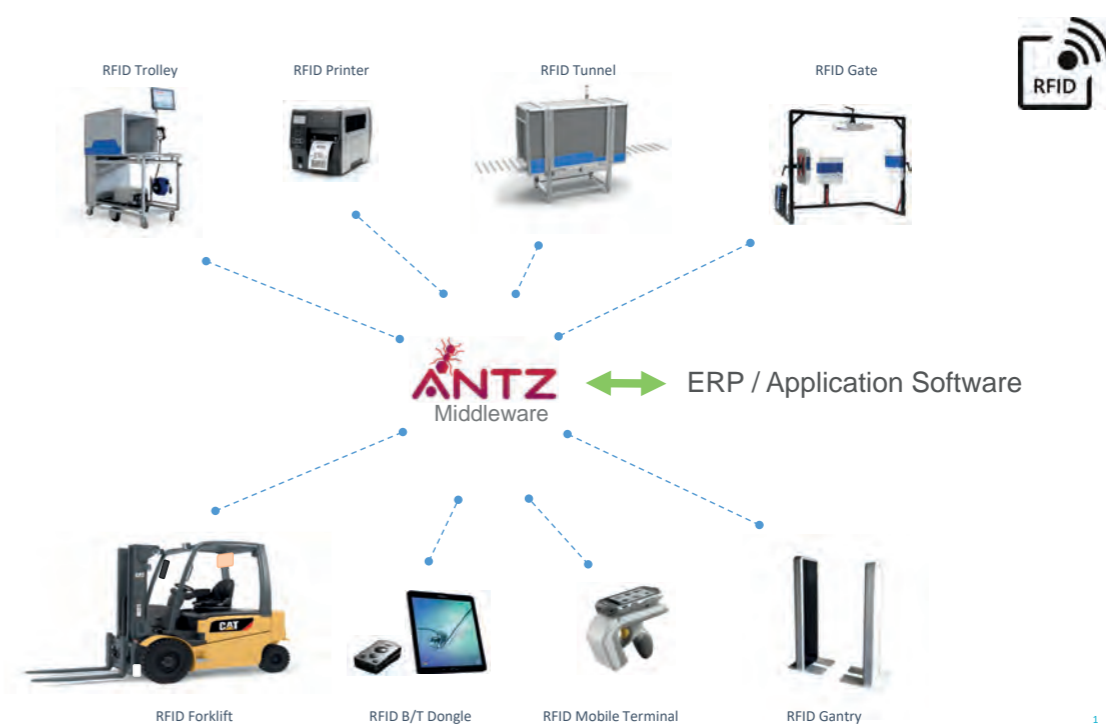 RFID Trolley
RFID Printer
RFID Tunnel
RFID Gate
RFID
ANTZ
Middleware
ERP / Application Software
CAT
RFID Forklift
RFID B/T Dongle
RFID Mobile Terminal
RFID Gantry
1